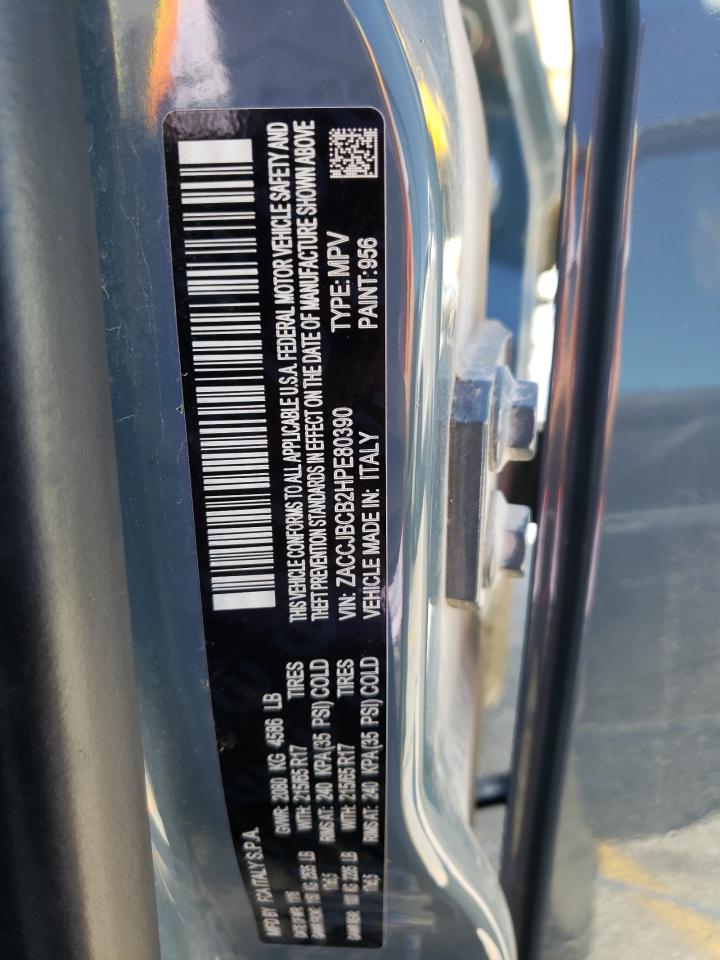 MFD BY FCA ITALY S.P.A.
GVWR: 2080 KG 4586 LB
WITH: 215/65 R17 TIRES
RIMS AT: 240 KPA(35 PSI) COLD
WITH: 215/65 R17 TIRES
RIMS AT: 240 KPA(35 PSI) COLD
THIS VEHICLE CONFORMS TO ALL APPLICABLE U.S.A. FEDERAL MOTOR VEHICLE SAFETY AND
THEFT PREVENTION STANDARDS IN EFFECT ON THE DATE OF MANUFACTURE SHOWN ABOVE
VIN: ZACCJBCB2HPE80390 TYPE: MPV
VEHICLE MADE IN: ITALY PAINT: 956